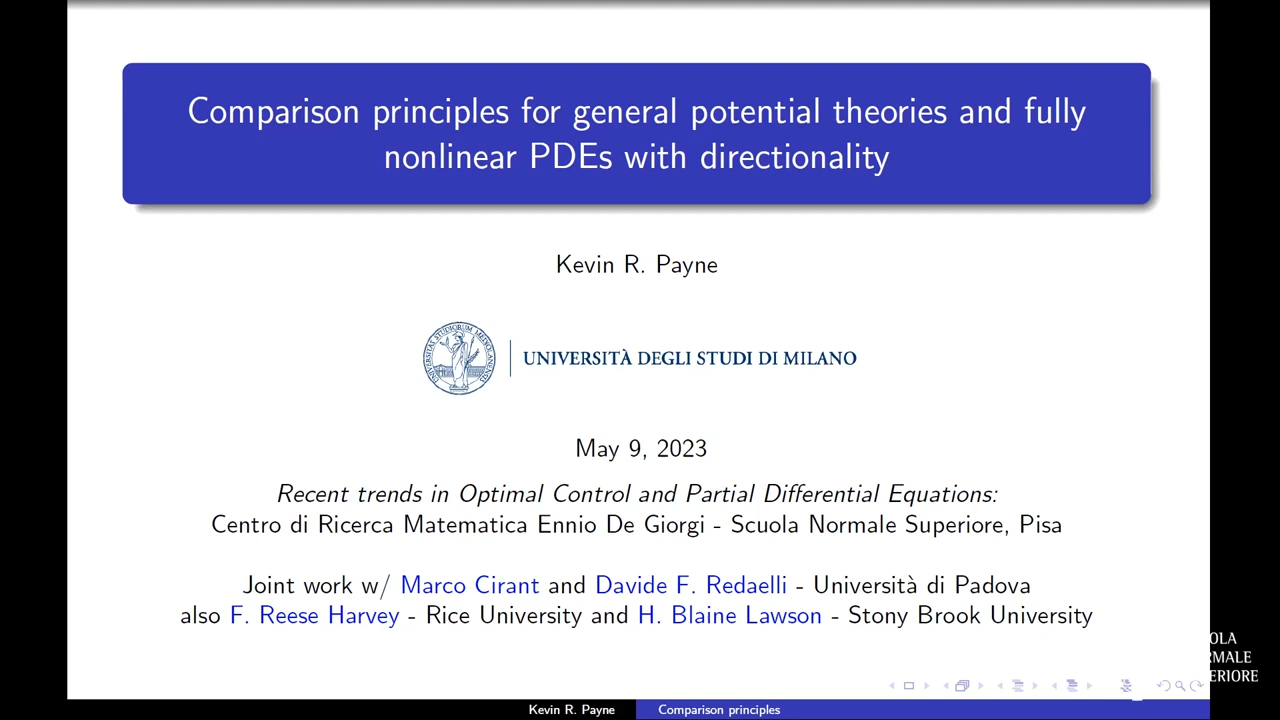 Comparison principles for general potential theories and fully
nonlinear PDEs with directionality
Kevin R. Payne
UNIVERSITÀ DEGLI STUDI DI MILANO
May 9, 2023
Recent trends in Optimal Control and Partial Differential Equations:
Centro di Ricerca Matematica Ennio De Giorgi - Scuola Normale Superiore, Pisa
Joint work w/ Marco Cirant and Davide F. Redaelli - Università di Padova
also F. Reese Harvey - Rice University and H. Blaine Lawson - Stony Brook University
OLA
RMALE
ERIORE
Kevin R. Payne
Comparison principles